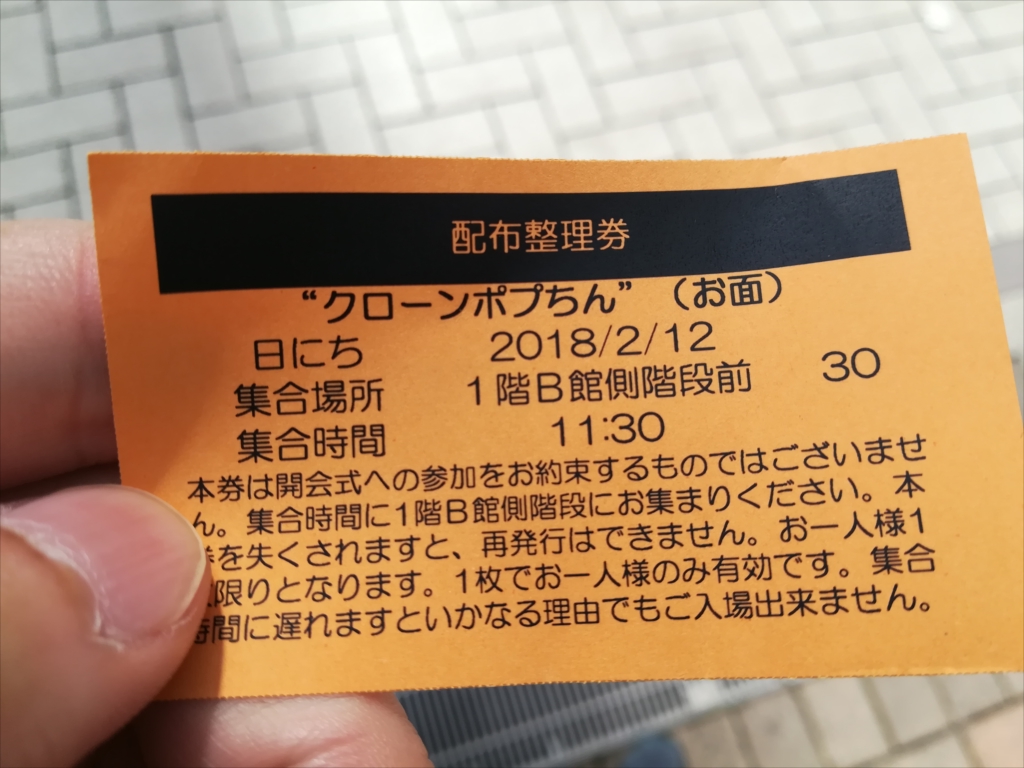 配布整理券
“クローンポプちん”（お面）
日にち 2018/2/12
集合場所 1階B館側階段前 30
集合時間 11:30
本券は開会式への参加をお約束するものではございませ
ん。集合時間に1階B館側階段にお集まりください。本
を失くされますと、再発行はできません。お一人様1
限りとなります。1枚でお一人様のみ有効です。集合
時間に遅れますといかなる理由でもご入場出来ません。